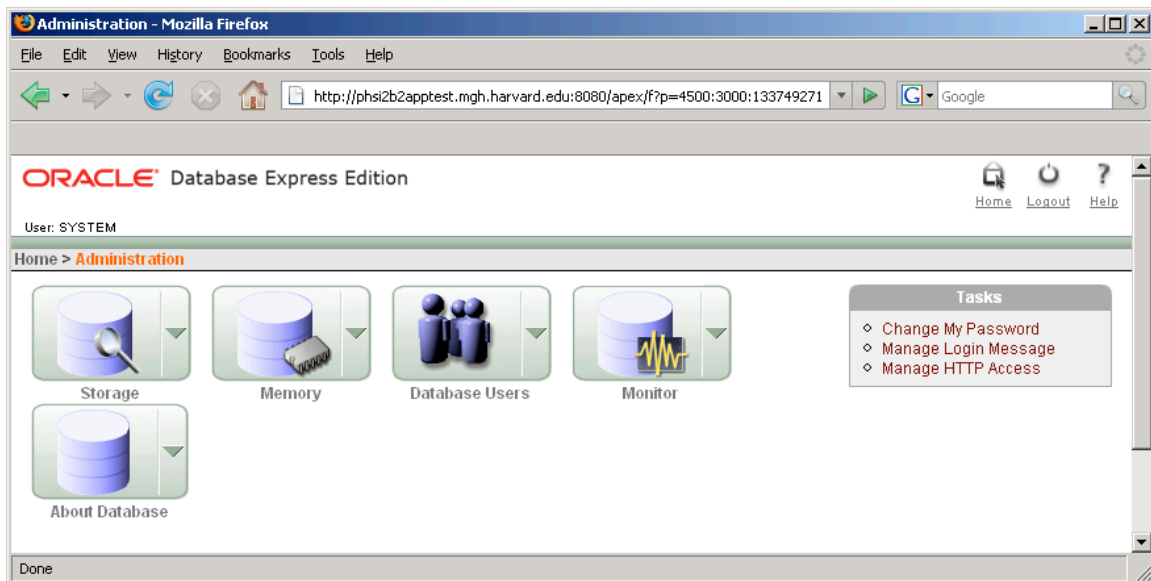 Administration - Mozilla Firefox
File Edit View History Bookmarks Tools Help
http://phsi2b2apptest.mgh.harvard.edu:8080/apex/f?p=4500:3000:133749271 G Google
ORACLE® Database Express Edition
Home Logout Help
User: SYSTEM
Home > Administration
Tasks
Change My Password
Manage Login Message
Manage HTTP Access
Storage Memory Database Users Monitor
About Database
Done